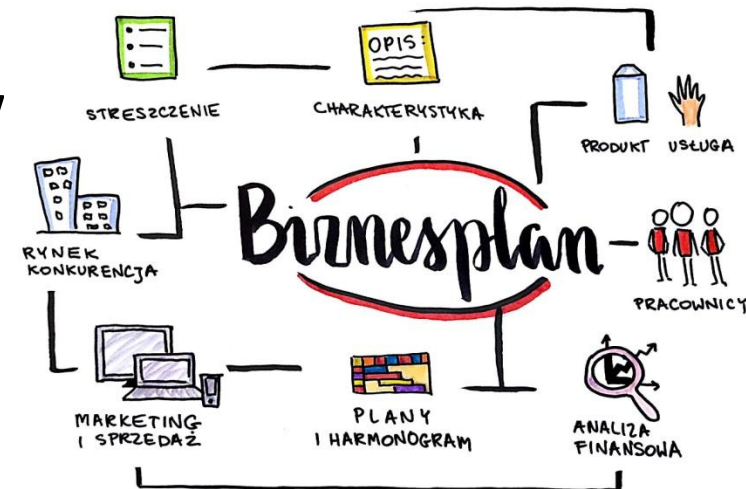 STRESZCZENIE
OPIS:
CHARAKTERYSTYKA
PRODUKT USŁUGA
RYNEK
KONKURENCJA
Biznesplan
PRACOWNICY
MARKETING
I SPRZEDAŻ
PLANY
I HARMONOGRAM
ANALIZA
FINANSOWA